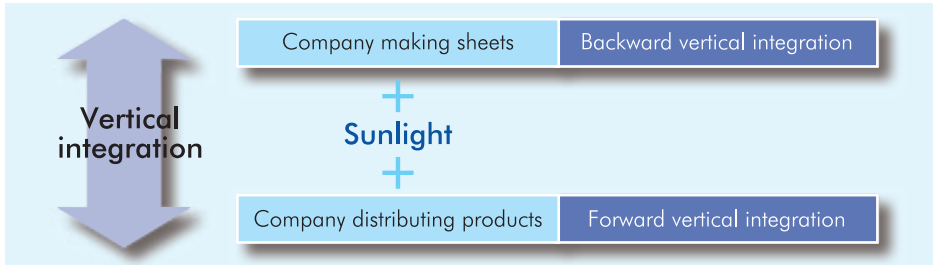 Company making sheets
Backward vertical integration
+
Vertical
integration
Sunlight
+
Company distributing products
Forward vertical integration